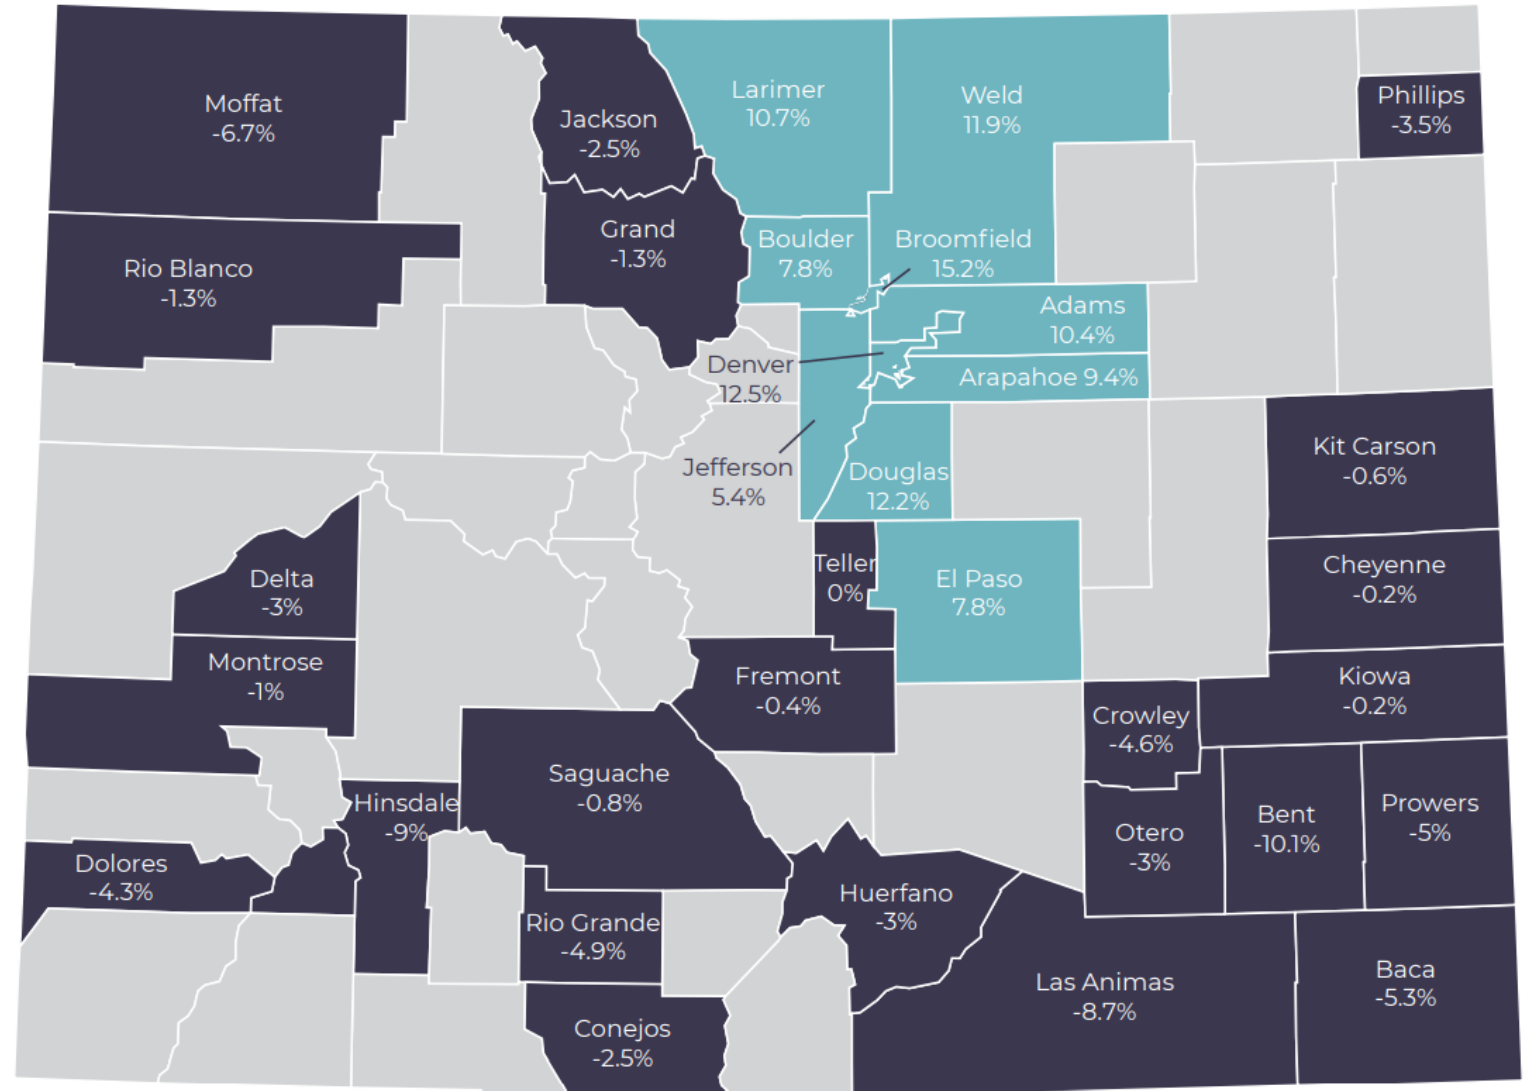 Moffat
-6.7%
Jackson
-2.5%
Larimer
10.7%
Weld
11.9%
Phillips
-3.5%
Rio Blanco
-1.3%
Grand
-1.3%
Boulder
7.8%
Broomfield
15.2%
Adams
10.4%
Denver
12.5%
Arapahoe 9.4%
Jefferson
5.4%
Douglas
12.2%
Kit Carson
-0.6%
Delta
-3%
Teller
0%
El Paso
7.8%
Cheyenne
-0.2%
Montrose
-1%
Fremont
-0.4%
Kiowa
-0.2%
Crowley
-4.6%
Saguache
-0.8%
Hinsdale
-9%
Otero
-3%
Bent
-10.1%
Prowers
-5%
Dolores
-4.3%
Rio Grande
-4.9%
Huerfano
-3%
Las Animas
-8.7%
Baca
-5.3%
Conejos
-2.5%